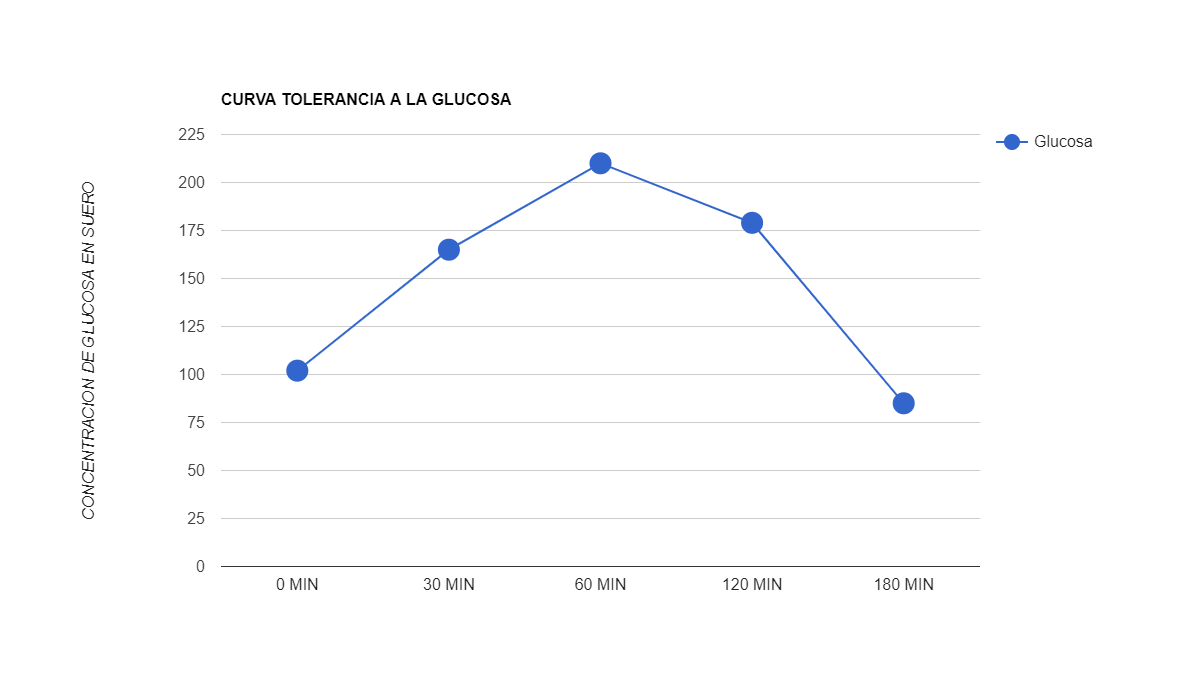 CURVA TOLERANCIA A LA GLUCOSA
Glucosa
CONCENTRACION DE GLUCOSA EN SUERO
225
200
175
150
125
100
75
50
25
0
0 MIN
30 MIN
60 MIN
120 MIN
180 MIN